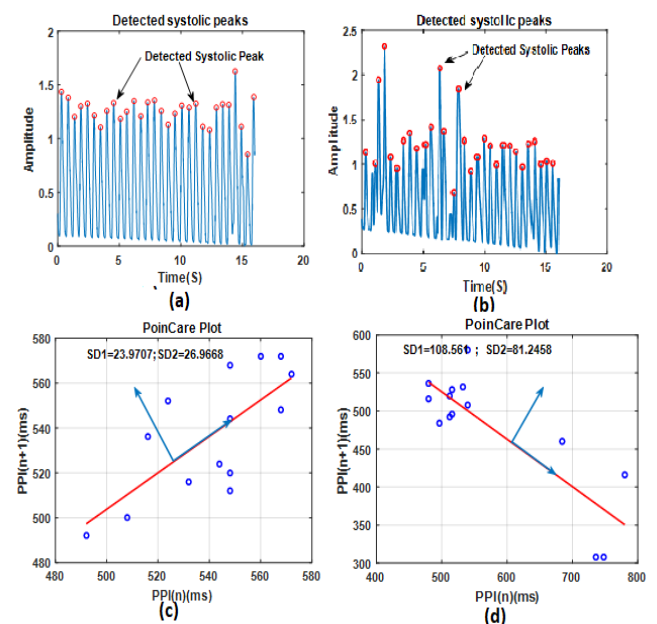 Detected systolic peaks
2
1.5
1
0.5
0
Amplitude
Detected Systolic Peak
0
5
10
15
20
Time(S)
(a)
Detected systolic peaks
2.5
2
1.5
1
0.5
0
Amplitude
Detected Systolic Peaks
0
5
10
15
20
Time(S)
(b)
PoinCare Plot
SD1=23.9707;SD2=26.9668
580
560
540
520
500
480
PPI(n+1)(ms)
480
500
520
540
560
580
PPI(n)(ms)
(c)
PoinCare Plot
SD1=108.561 ; SD2=81.2458
600
550
500
450
400
350
300
PPI(n+1)(ms)
400
500
600
700
800
PPI(n)(ms)
(d)